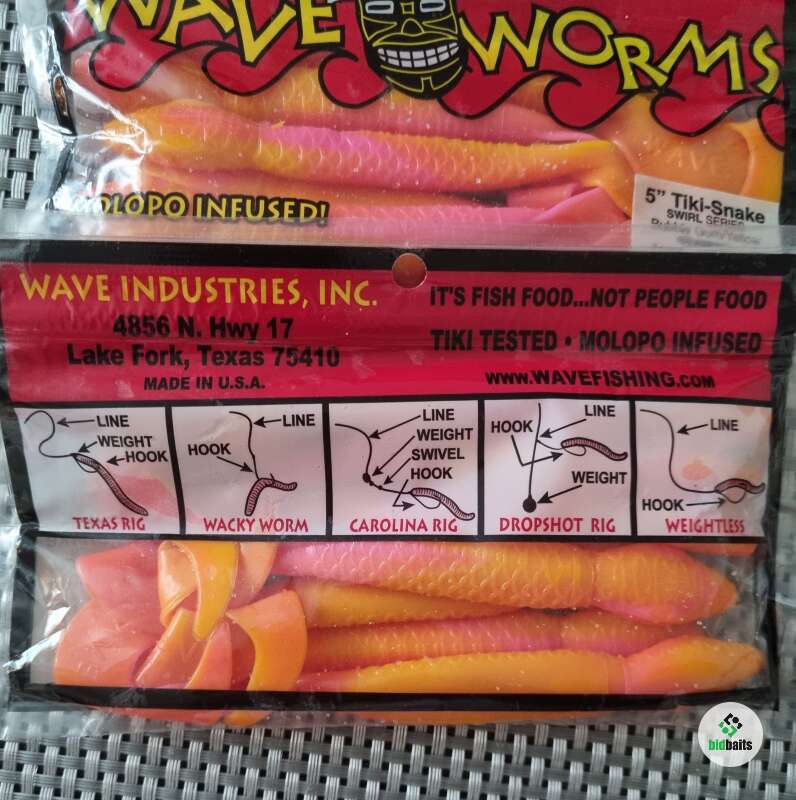 WAVE WORMS
5" Tiki-Snake
SWIRL SERIES
MOLOPO INFUSED!
WAVE INDUSTRIES, INC.
4856 N. Hwy 17
Lake Fork, Texas 75410
MADE IN U.S.A.
IT'S FISH FOOD...NOT PEOPLE FOOD
TIKI TESTED • MOLOPO INFUSED
www.WAVEFISHING.com
LINE
WEIGHT
HOOK
TEXAS RIG
LINE
HOOK
WACKY WORM
LINE
WEIGHT
SWIVEL
HOOK
CAROLINA RIG
LINE
HOOK
WEIGHT
DROPSHOT RIG
LINE
HOOK
WEIGHTLESS
bidbaits